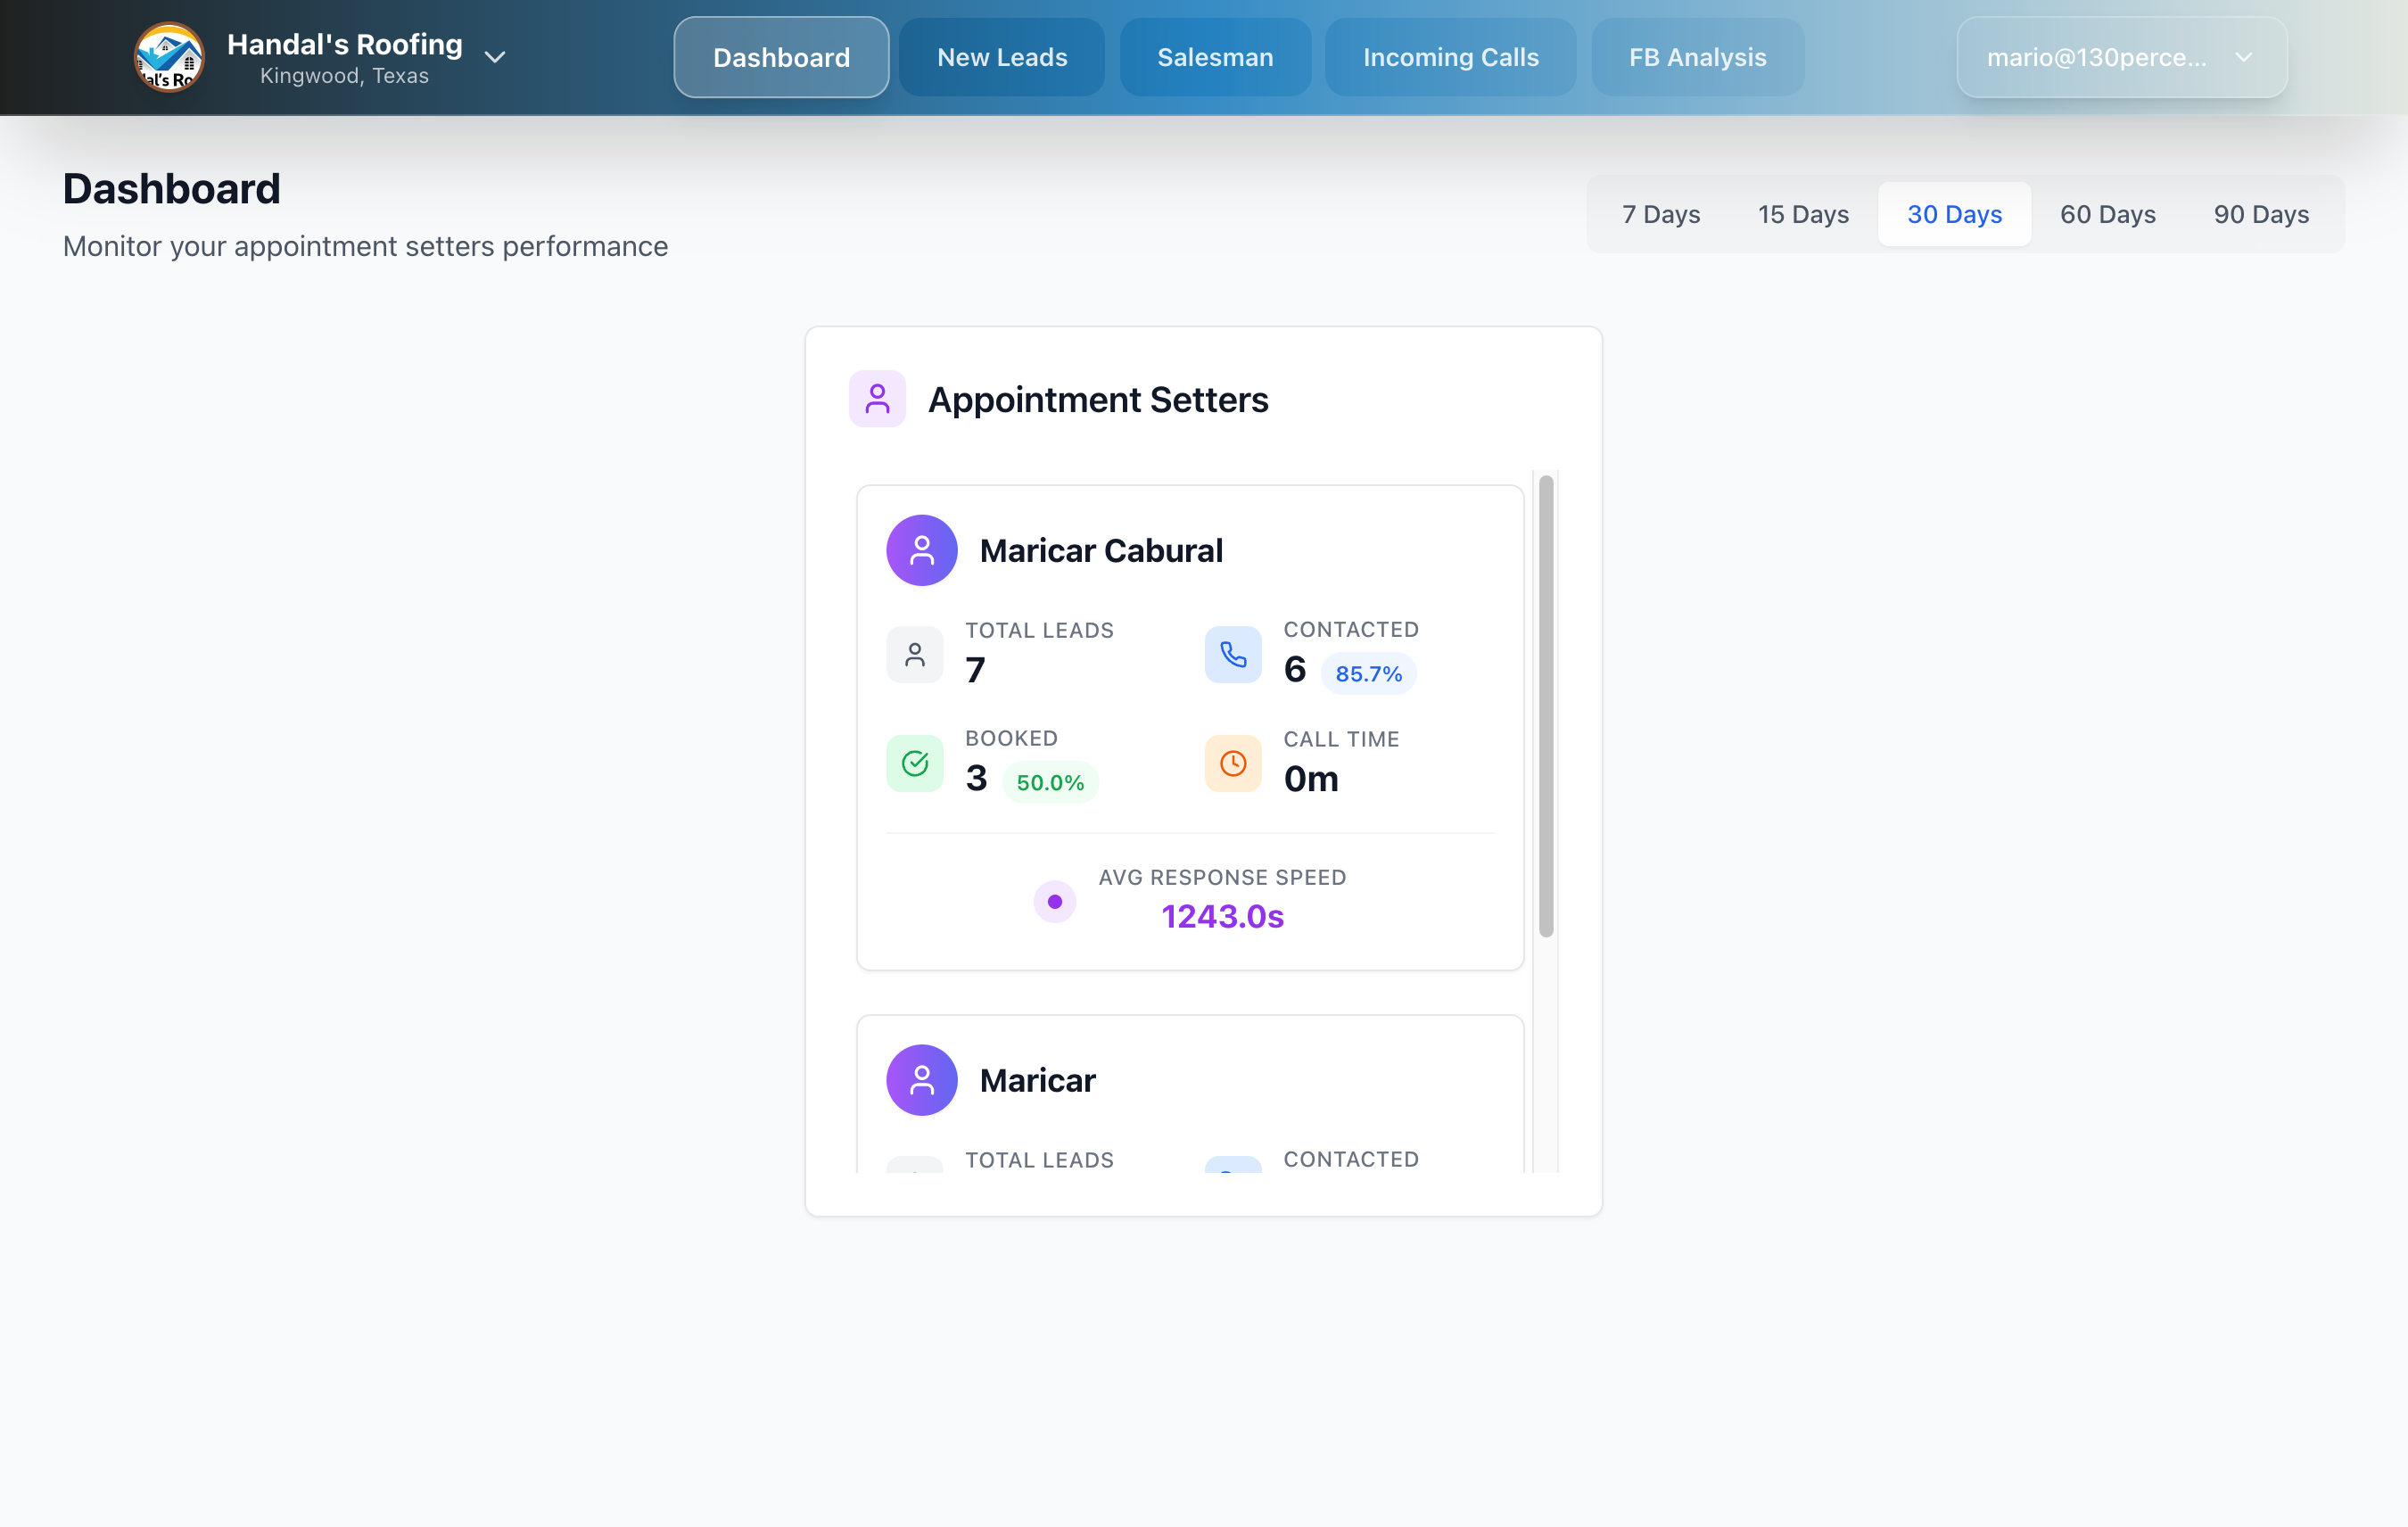 Handal's Roofing
Kingwood, Texas
Dashboard
New Leads
Salesman
Incoming Calls
FB Analysis
mario@130perce...
Dashboard
Monitor your appointment setters performance
7 Days
15 Days
30 Days
60 Days
90 Days
Appointment Setters
Maricar Cabural
TOTAL LEADS
7
CONTACTED
6 85.7%
BOOKED
3 50.0%
CALL TIME
0m
AVG RESPONSE SPEED
1243.0s
Maricar
TOTAL LEADS
CONTACTED